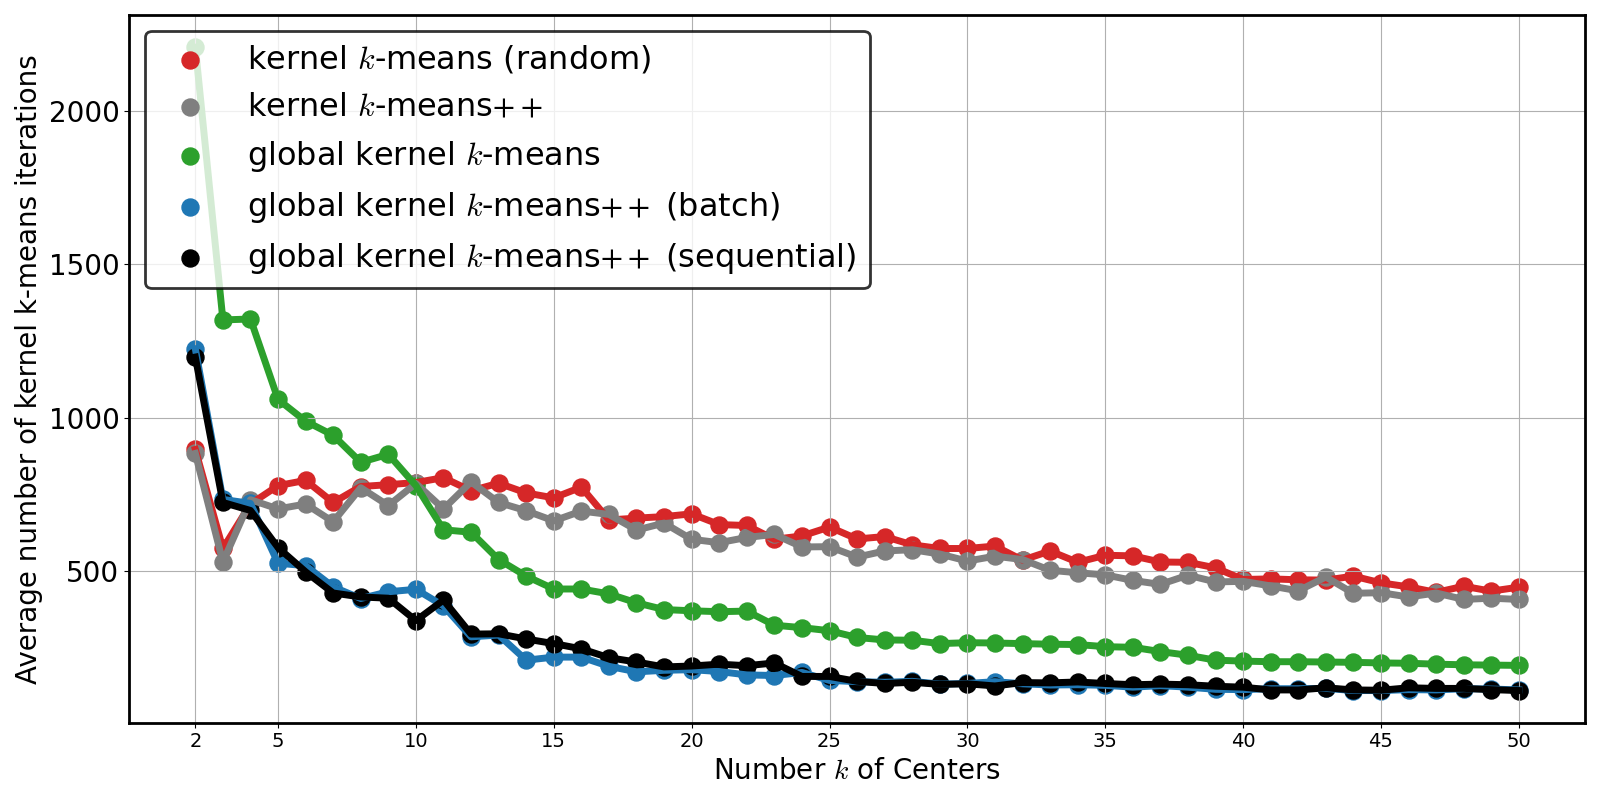 Average number of kernel k-means iterations
2000
1500
1000
500
kernel k-means (random)
kernel k-means++
global kernel k-means
global kernel k-means++ (batch)
global kernel k-means++ (sequential)
2 5 10 15 20 25 30 35 40 45 50
Number k of Centers